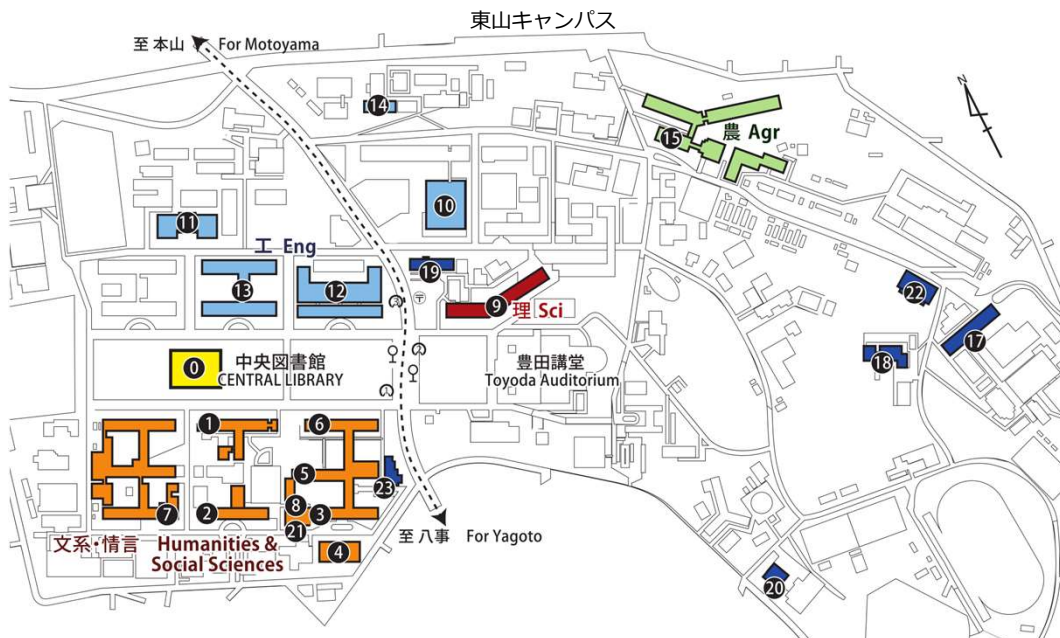 東山キャンパス
至 本山 For Motoyama
N
14
農 Agr
15
10
11
工 Eng
19
13
12
3
〒
9
理 Sci
22
17
18
0
中央図書館
CENTRAL LIBRARY
豊田講堂
Toyoda Auditorium
1
6
5
23
7
2
8
3
21
文系・情言 Humanities &
Social Sciences
4
至 八事 For Yagoto
20